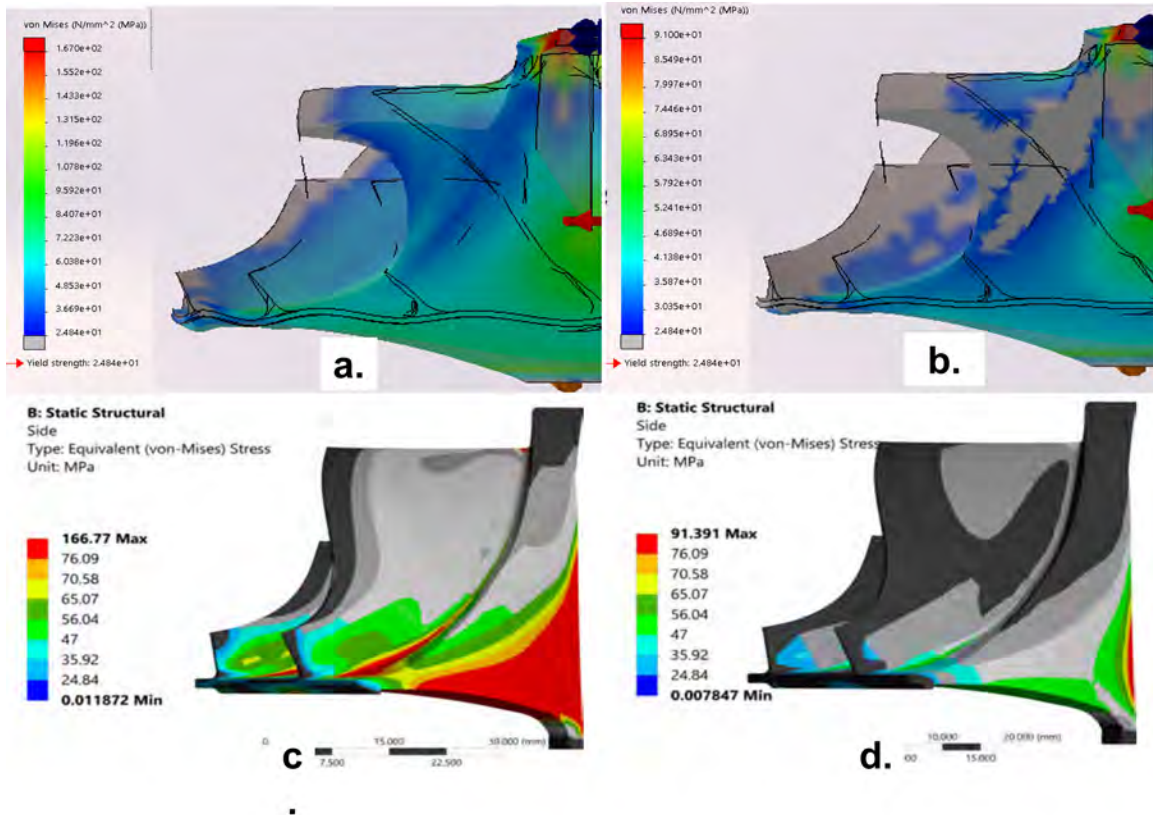 von Mises (N/mm^2 (MPa))
1.670e+02
1.552e+02
1.433e+02
1.315e+02
1.196e+02
1.078e+02
9.592e+01
8.407e+01
7.223e+01
6.038e+01
4.853e+01
3.669e+01
2.484e+01
Yield strength: 2.484e+01
a.
von Mises (N/mm^2 (MPa))
9.100e+01
8.549e+01
7.997e+01
7.446e+01
6.895e+01
6.343e+01
5.792e+01
5.241e+01
4.689e+01
4.138e+01
3.587e+01
3.035e+01
2.484e+01
Yield strength: 2.484e+01
b.
B: Static Structural
Side
Type: Equivalent (von-Mises) Stress
Unit: MPa
166.77 Max
76.09
70.58
65.07
56.04
47
35.92
24.84
0.011872 Min
0 15.000 30.000 (mm)
7.500 22.500
c
.
B: Static Structural
Side
Type: Equivalent (von-Mises) Stress
Unit: MPa
91.391 Max
76.09
70.58
65.07
56.04
47
35.92
24.84
0.007847 Min
10.000 20.000 (mm)
00 15.000
d.